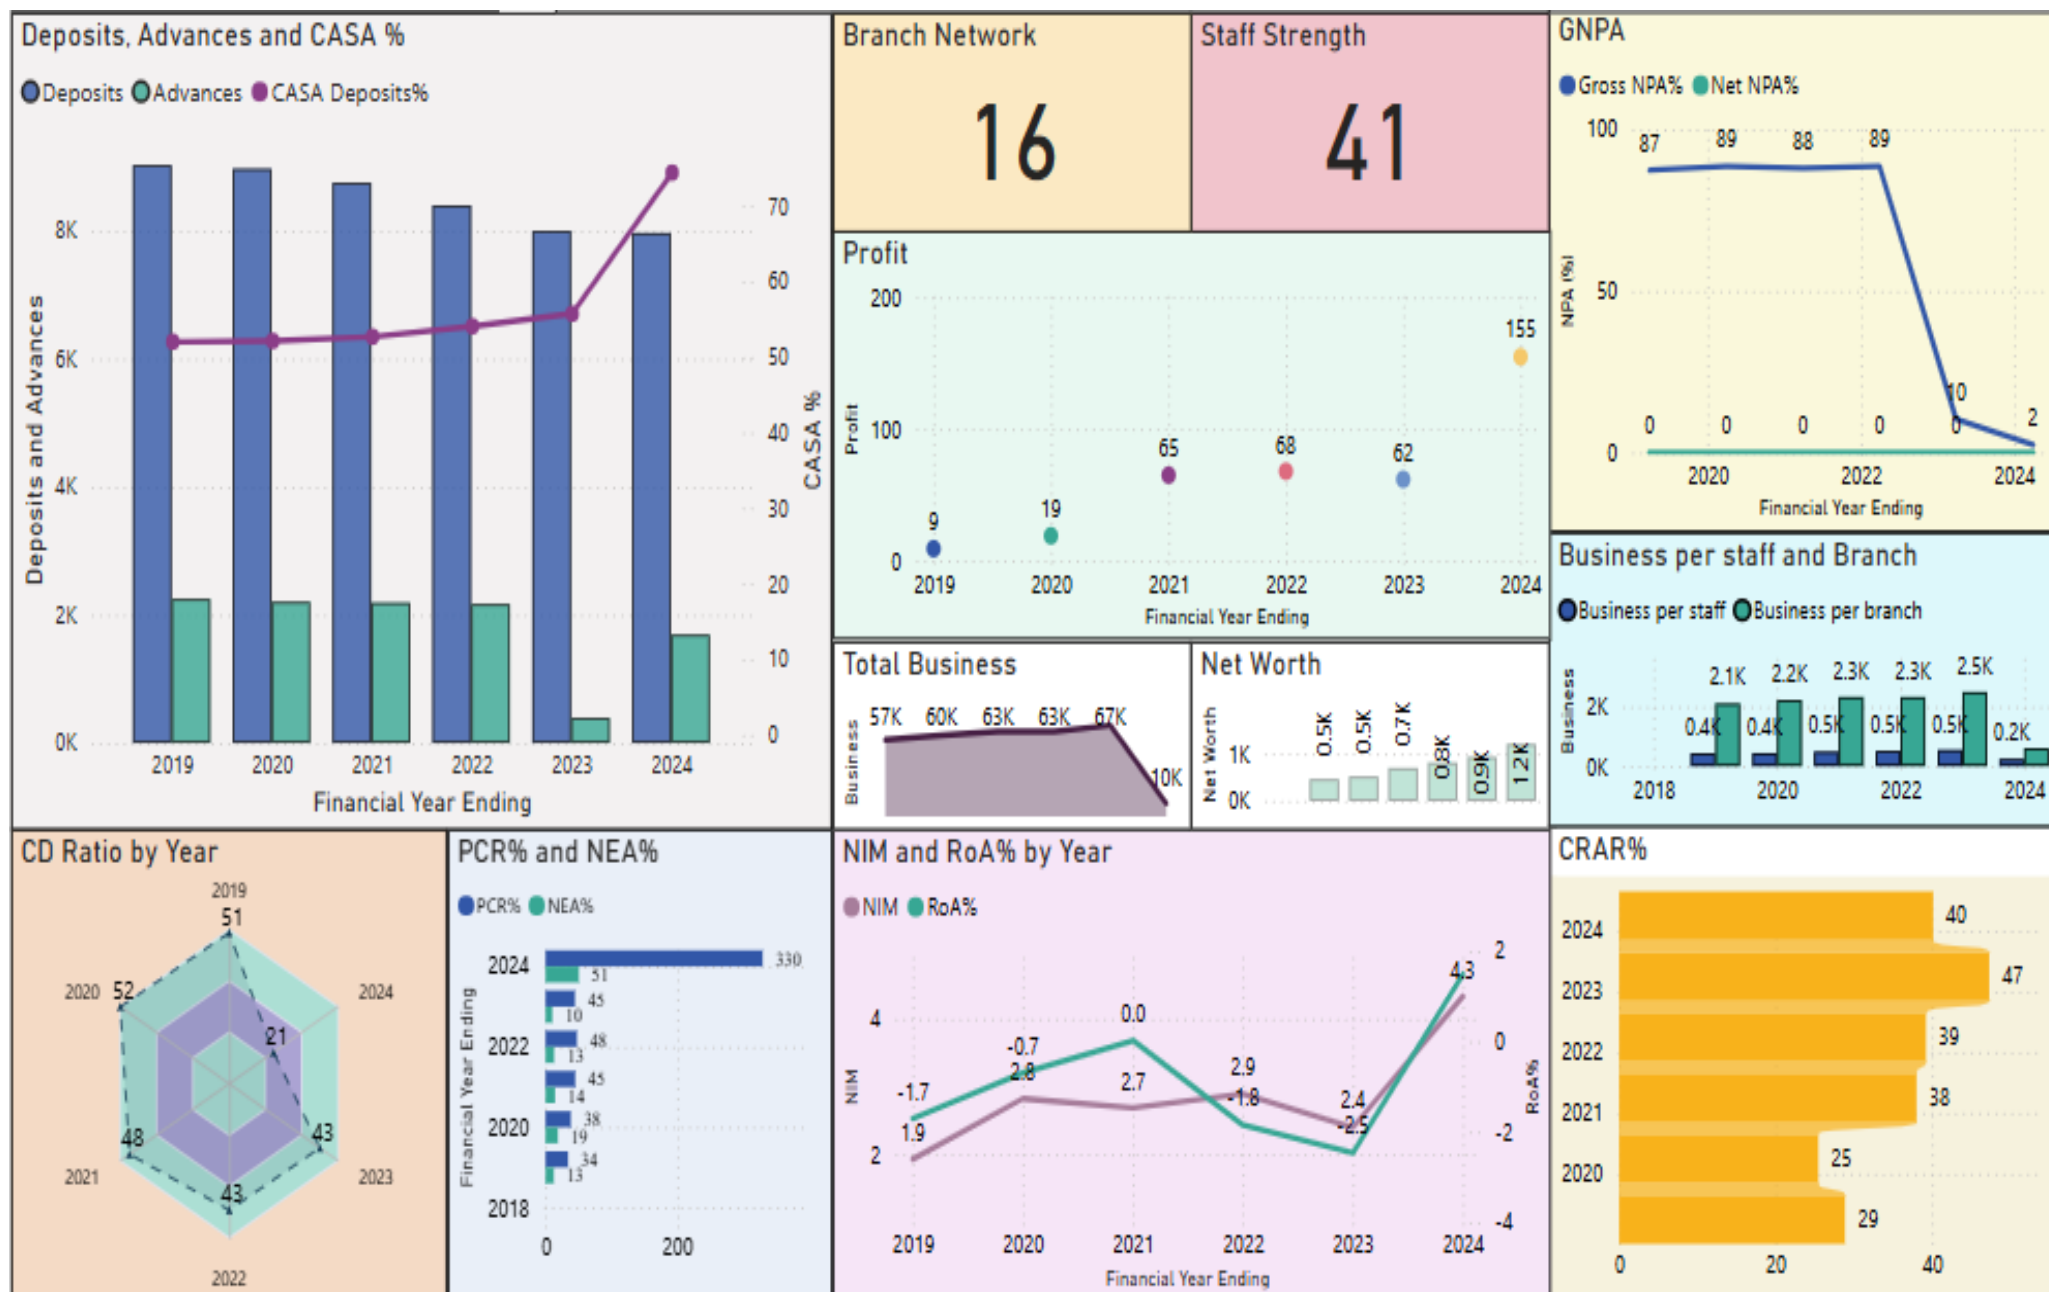 Deposits, Advances and CASA %
Deposits Advances CASA Deposits%
Deposits and Advances
8K
6K
4K
2K
0K
70
60
50
40
30
20
10
0
CASA %
2019 2020 2021 2022 2023 2024
Financial Year Ending
Branch Network
16
Staff Strength
41
Profit
Profit
200
100
0
9
19
65
68
62
155
2019 2020 2021 2022 2023 2024
Financial Year Ending
GNPA
Gross NPA% Net NPA%
NPA (%)
100
50
0
87 89 88 89 10 2
0 0 0 0 0
2020 2022 2024
Financial Year Ending
Total Business
Business
57K 60K 63K 63K 67K 10K
Net Worth
Net Worth
1K
0K
0.5K 0.5K 0.7K 0.8K 0.9K 1.2K
Business per staff and Branch
Business per staff Business per branch
Business
2K
0K
2.1K 2.2K 2.3K 2.3K 2.5K
0.4K 0.4K 0.5K 0.5K 0.5K 0.2K
2018 2020 2022 2024
CD Ratio by Year
2019
51
2020
52
2024
21
48
43
2021
2023
43
2022
PCR% and NEA%
PCR% NEA%
Financial Year Ending
2024
330
51
45
10
2022
48
13
45
14
2020
38
19
34
13
2018
0 200
NIM and RoA% by Year
NIM RoA%
NIM
4
2
RoA%
2
0
-2
-4
-1.7 -0.7 0.0 -1.8 -2.5
1.9 2.8 2.7 2.9 2.4 4.3
2019 2020 2021 2022 2023 2024
Financial Year Ending
CRAR%
2024 40
2023 47
2022 39
2021 38
2020 25
29
0 20 40